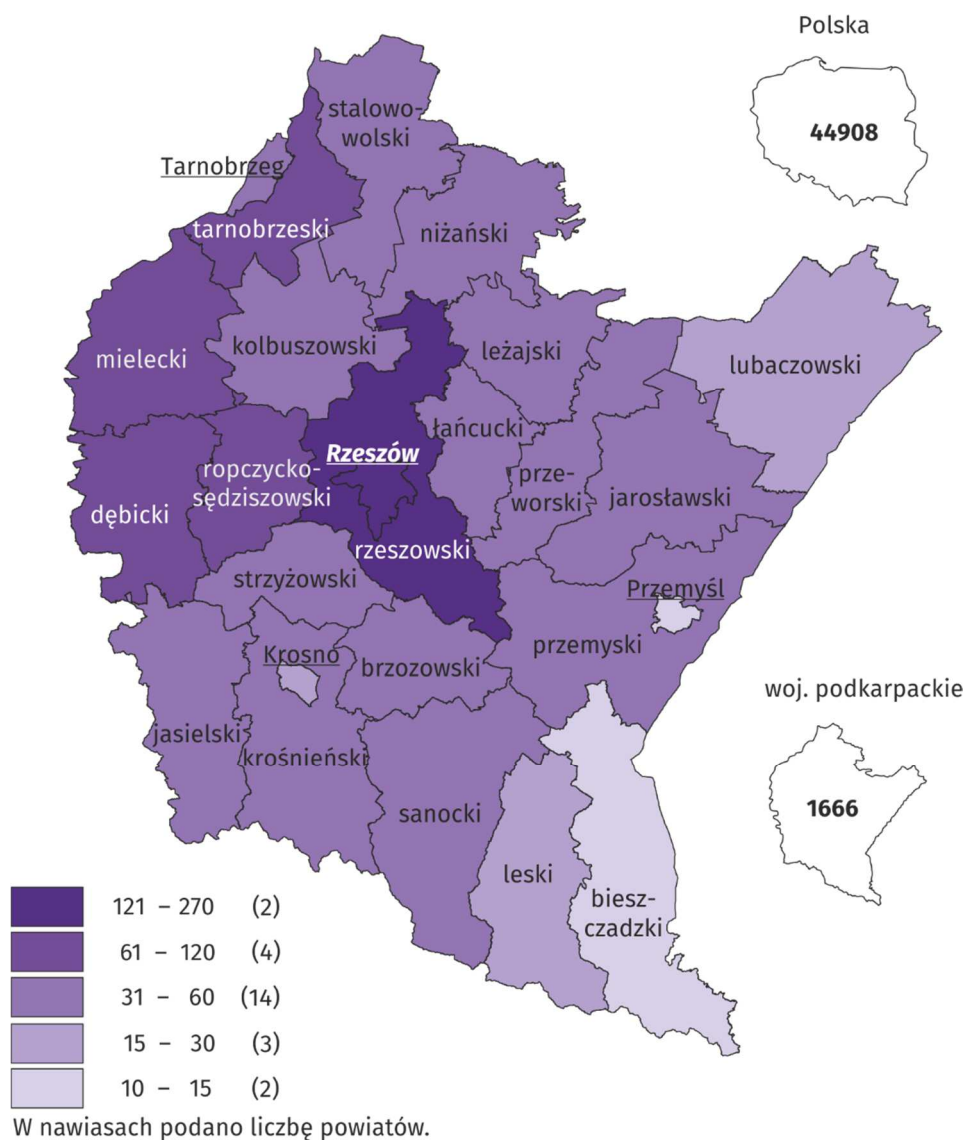 Polska
44908
stalowo-
wolski
Tarnobrzeg
tarnobrzeski
niżański
mielecki
kolbuszowski
leżajski
lubaczowski
łańcucki
Rzeszów
ropczycko-
sędziszowski
prze-
worski
jarosławski
dębicki
rzeszowski
strzyżowski
Przemyśl
Krosno
brzozowski
przemyski
woj. podkarpackie
1666
jasielski
krośnieński
sanocki
leski
biesz-
czadzki
121 – 270 (2)
61 – 120 (4)
31 – 60 (14)
15 – 30 (3)
10 – 15 (2)
W nawiasach podano liczbę powiatów.